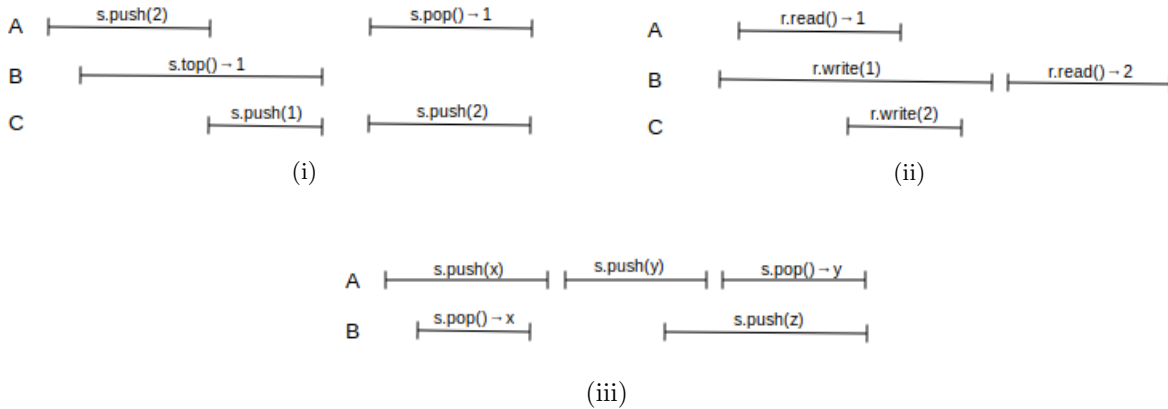 A s.push(2) s.pop()→1
B s.top()→1
C s.push(1) s.push(2)
(i)
A r.read()→1
B r.write(1) r.read()→2
C r.write(2)
(ii)
A s.push(x) s.push(y) s.pop()→y
B s.pop()→x s.push(z)
(iii)